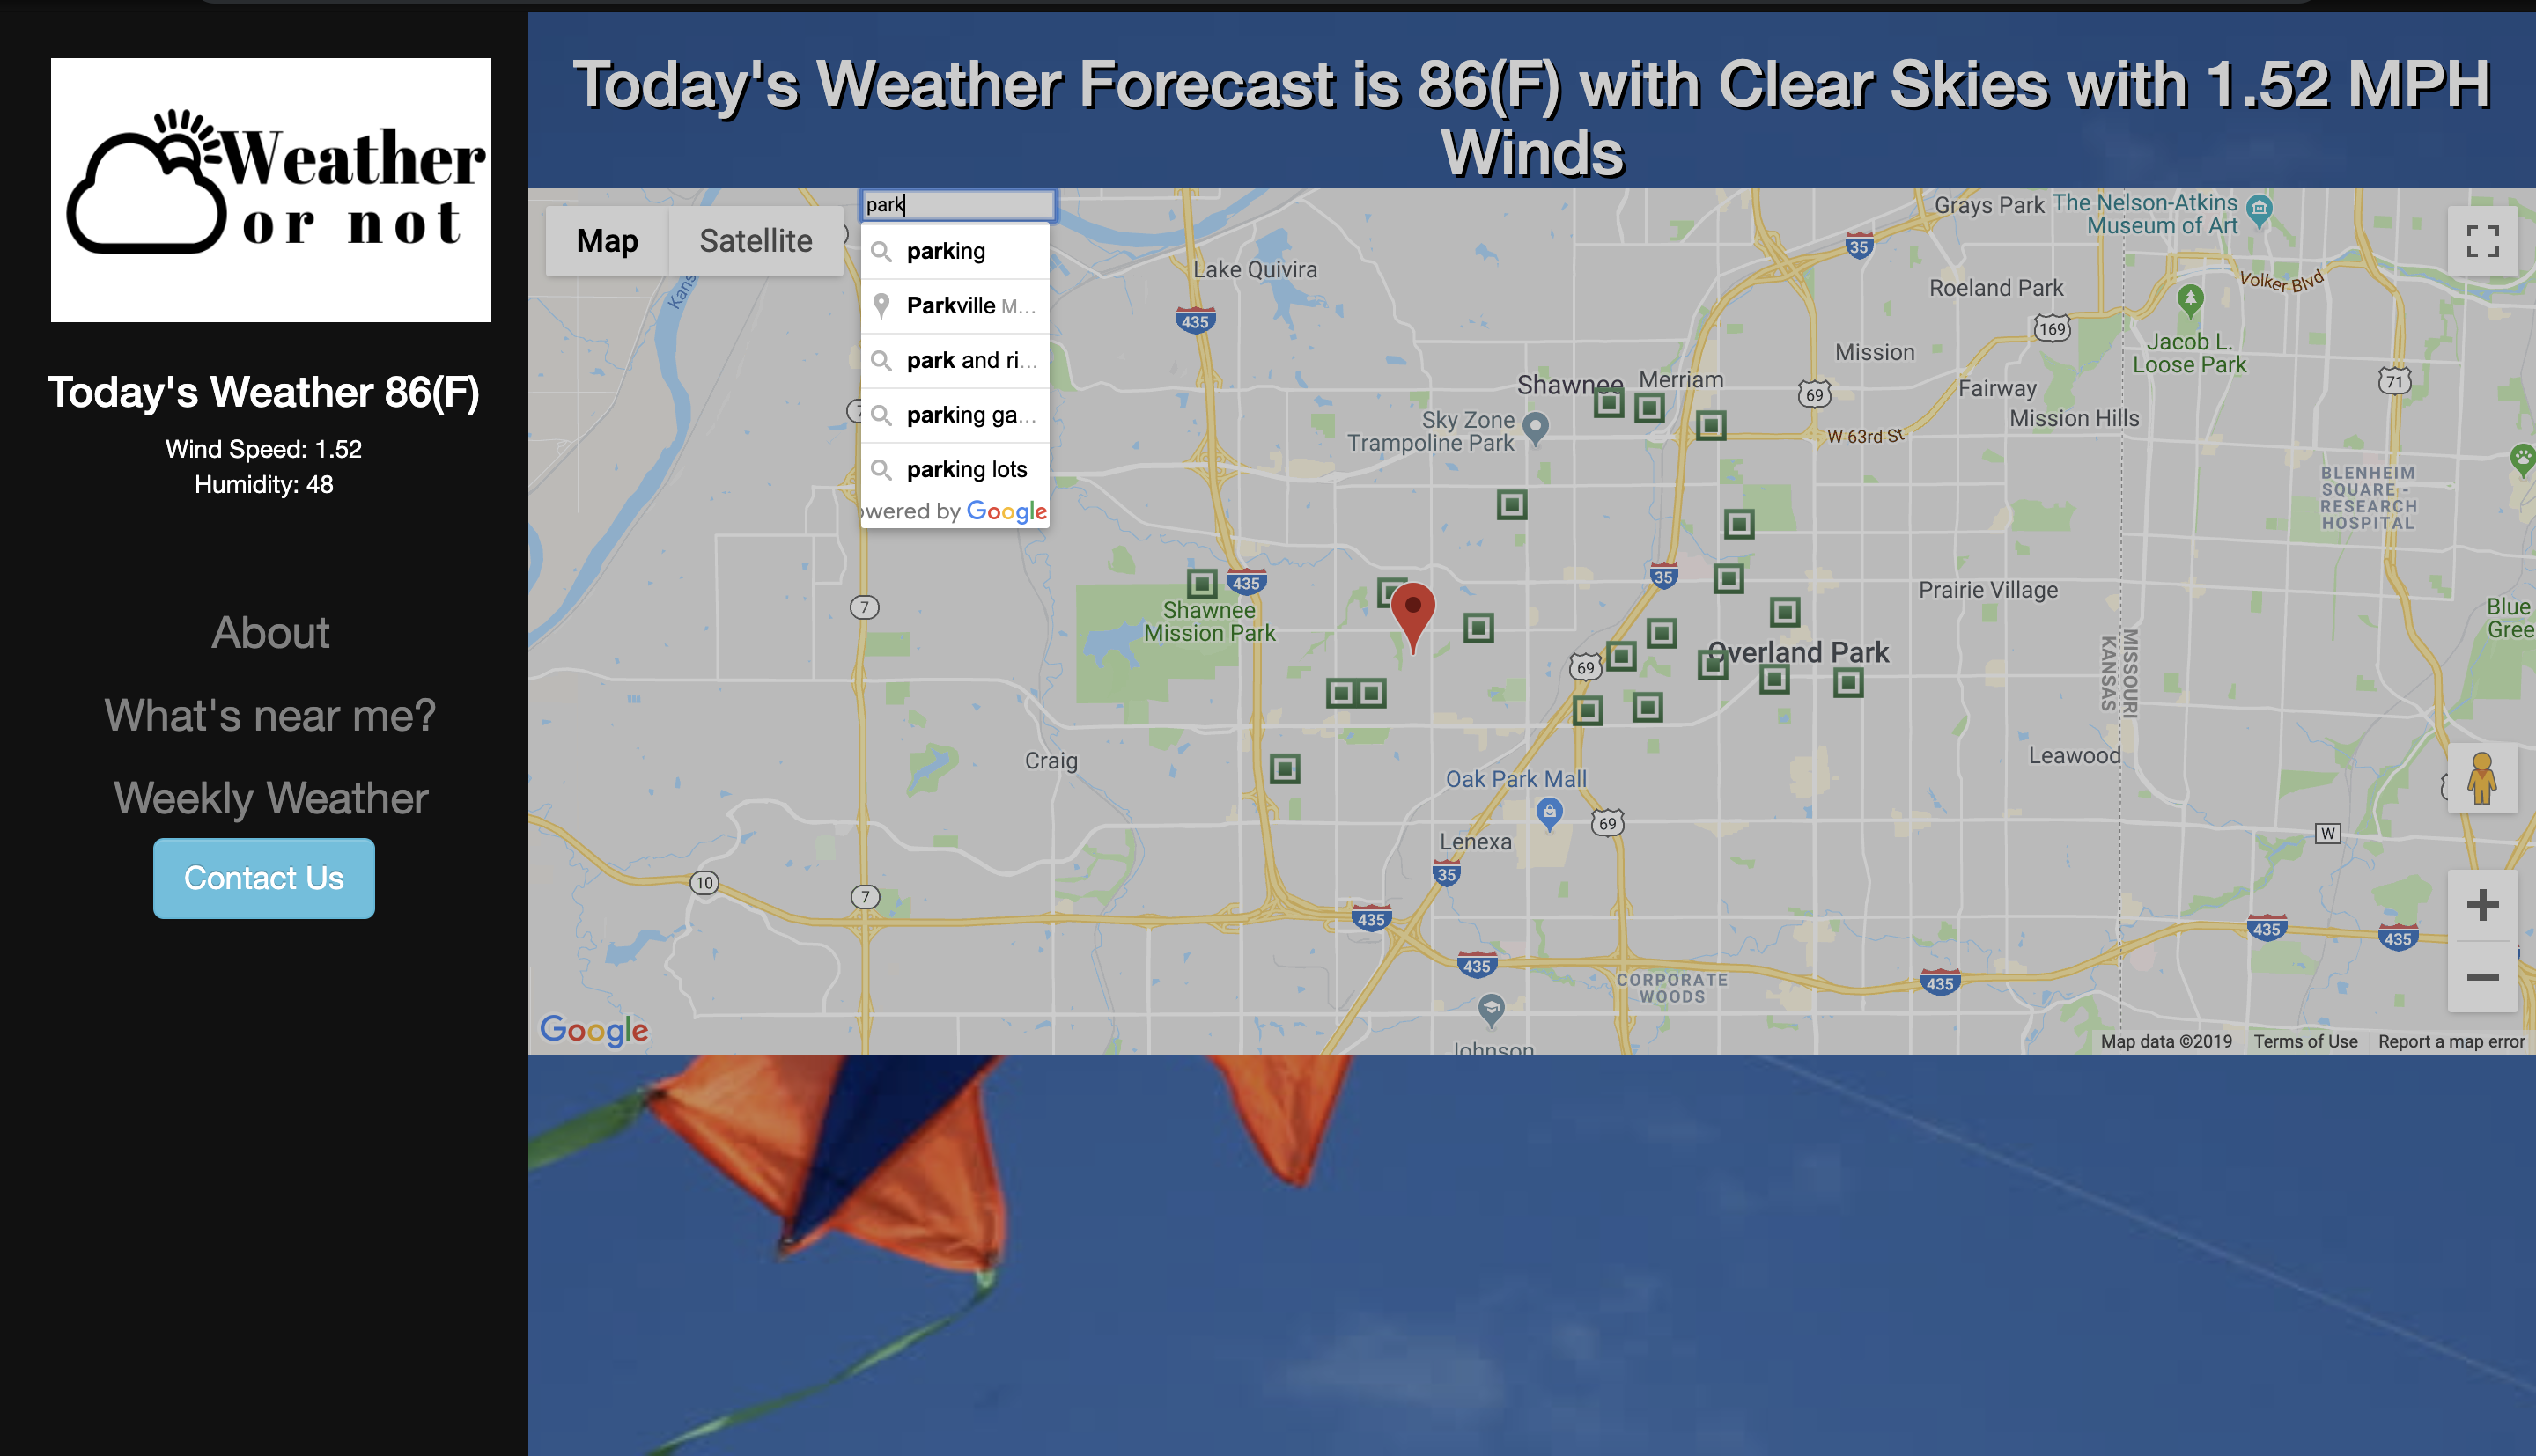 Weather
or not
Today's Weather 86(F)
Wind Speed: 1.52
Humidity: 48
About
What's near me?
Weekly Weather
Contact Us
Today's Weather Forecast is 86(F) with Clear Skies with 1.52 MPH
Winds
Map
Satellite
park
parking
Parkville M...
park and ri...
parking ga...
parking lots
owered by Google
Kans
Lake Quivira
Grays Park
The Nelson-Atkins
Museum of Art
35
Volker Blvd
Roeland Park
435
169
Jacob L.
Loose Park
Mission
Shawnee
Merriam
69
Fairway
71
Mission Hills
Sky Zone
Trampoline Park
W 63rd St
7
BLENHEIM
SQUARE -
RESEARCH
HOSPITAL
435
35
Prairie Village
7
Shawnee
Mission Park
Blue
Gree
69
Overland Park
KANSAS
MISSOURI
Craig
Leawood
Oak Park Mall
69
W
Lenexa
35
10
7
435
435
435
435
435
CORPORATE
WOODS
Johnson
Google
Map data ©2019
Terms of Use
Report a map error